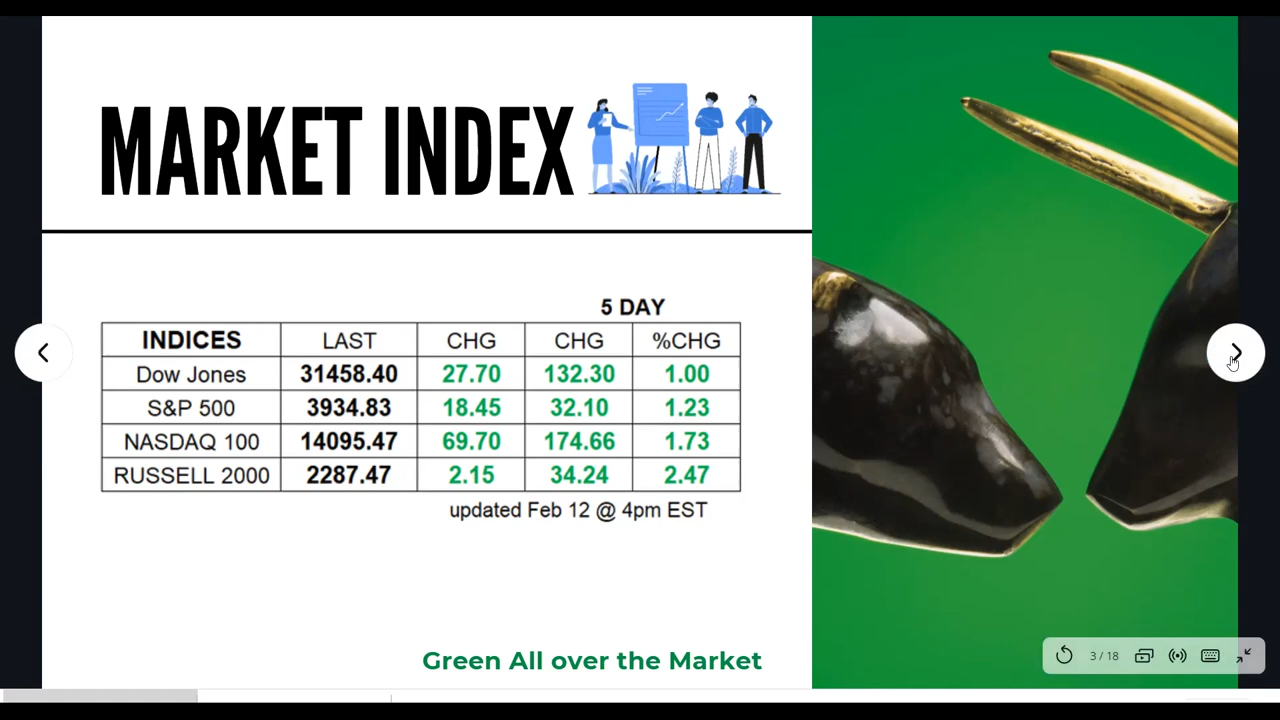 MARKET INDEX
5 DAY
INDICES LAST CHG CHG %CHG
Dow Jones 31458.40 27.70 132.30 1.00
S&P 500 3934.83 18.45 32.10 1.23
NASDAQ 100 14095.47 69.70 174.66 1.73
RUSSELL 2000 2287.47 2.15 34.24 2.47
updated Feb 12 @ 4pm EST
Green All over the Market
3 / 18